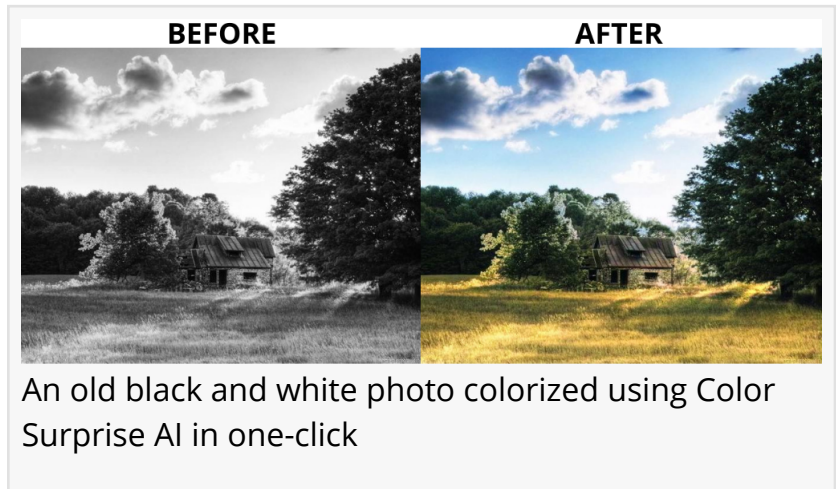 BEFORE AFTER
An old black and white photo colorized using Color
Surprise AI in one-click